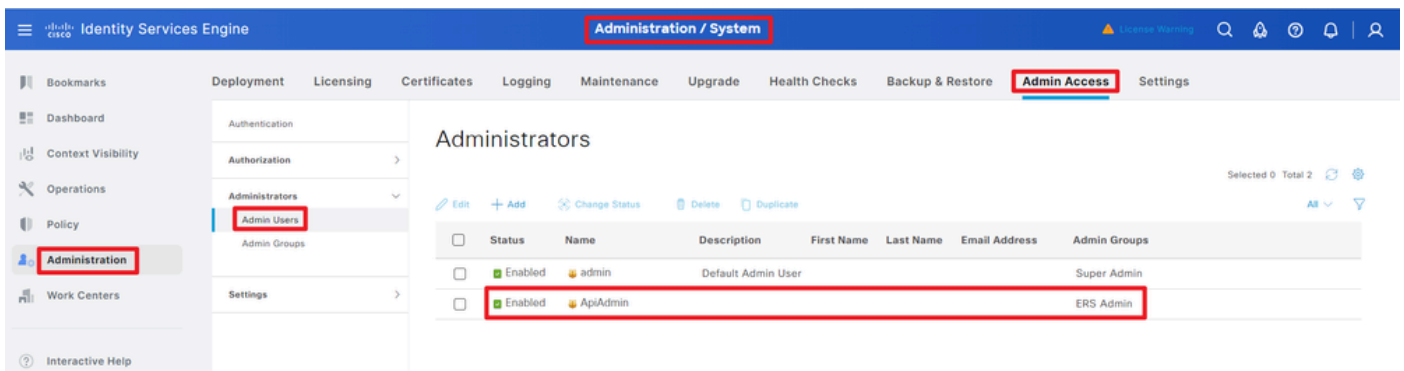 cisco Identity Services Engine Administration / System License Warning
Bookmarks
Dashboard
Context Visibility
Operations
Policy
Administration
Work Centers
Interactive Help
Deployment Licensing Certificates Logging Maintenance Upgrade Health Checks Backup & Restore Admin Access Settings
Authentication
Authorization
Administrators
Admin Users
Admin Groups
Settings
Administrators
Selected 0 Total 2
Edit Add Change Status Delete Duplicate All
Status Name Description First Name Last Name Email Address Admin Groups
Enabled admin Default Admin User Super Admin
Enabled ApiAdmin ERS Admin